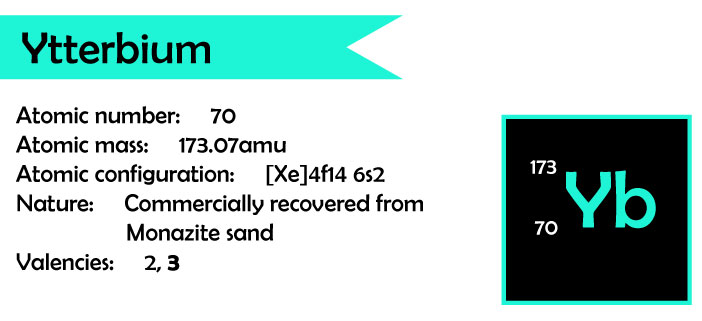 Ytterbium
Atomic number: 70
Atomic mass: 173.07amu
Atomic configuration: [Xe]4f14 6s2
Nature: Commercially recovered from
Monazite sand
Valencies: 2, 3
173
Yb
70